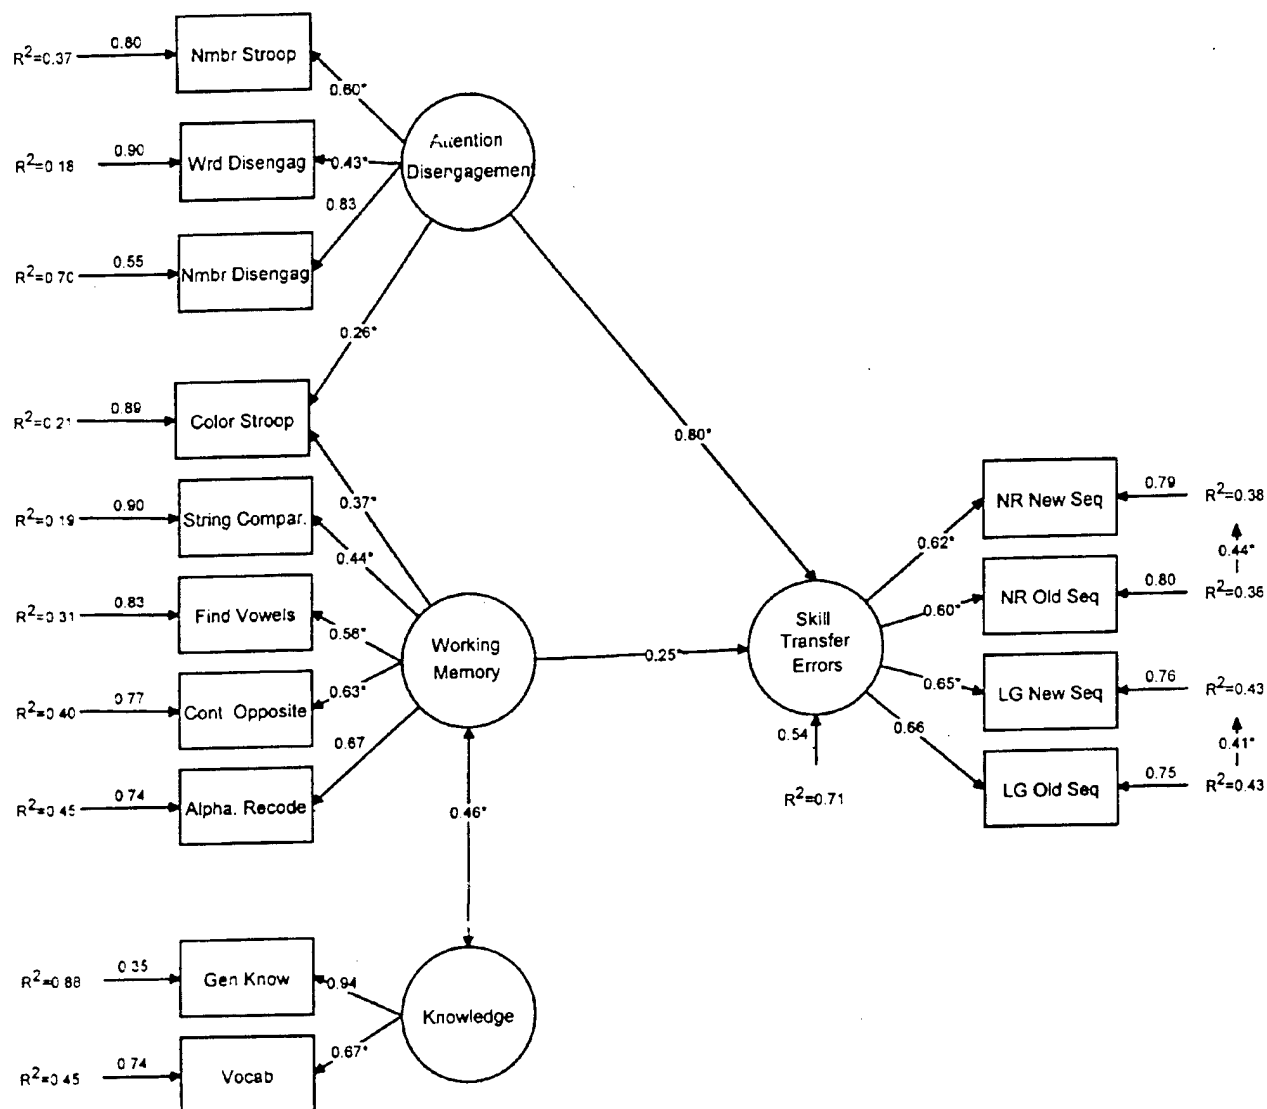 R2=0.37 0.80 Nmbr Stroop
0.60*
R2=0.18 0.90 Wrd Disengag 0.43*
Attention
Disengagement
0.83
R2=0.70 0.55 Nmbr Disengag
0.26*
R2=0.21 0.89 Color Stroop
0.80*
0.37*
R2=0.19 0.90 String Compar.
0.44*
R2=0.31 0.83 Find Vowels
0.56*
Working
Memory
0.25*
R2=0.40 0.77 Cont Opposite 0.63*
0.67
R2=0.45 0.74 Alpha. Recode
0.46*
R2=0.88 0.35 Gen Know 0.94
Knowledge
R2=0.45 0.74 Vocab 0.67*
Skill
Transfer
Errors
0.54
R2=0.71
0.62* NR New Seq 0.79 R2=0.38
0.44*
0.60* NR Old Seq 0.80 R2=0.36
0.65* LG New Seq 0.76 R2=0.43
0.41*
0.66 LG Old Seq 0.75 R2=0.43